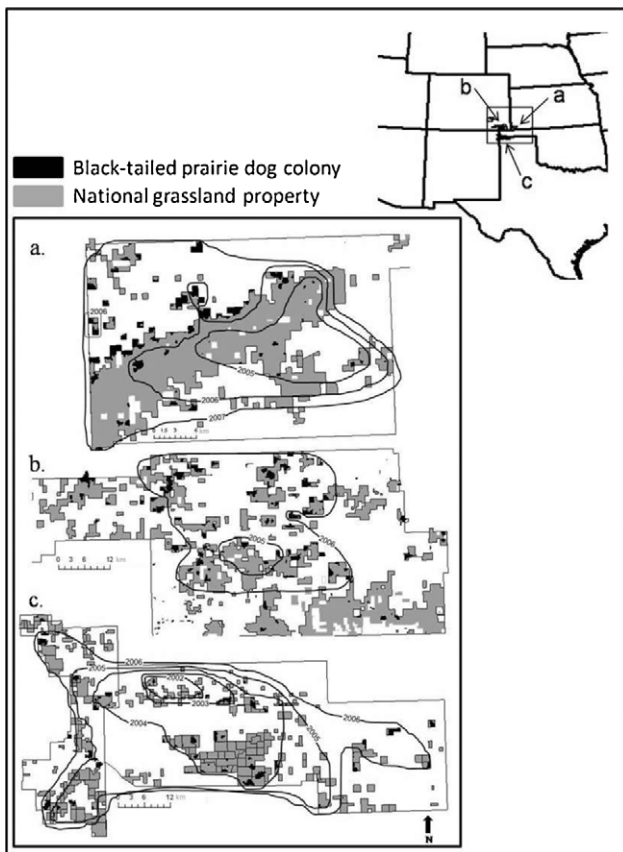 b
a
c
Black-tailed prairie dog colony
National grassland property
a.
2006
2005
2006
2007
km
b.
2005
2006
0 3 6 12 km
c.
2006
2005
2002
2003
2004
2005
2006
0 3 6 12 km
N